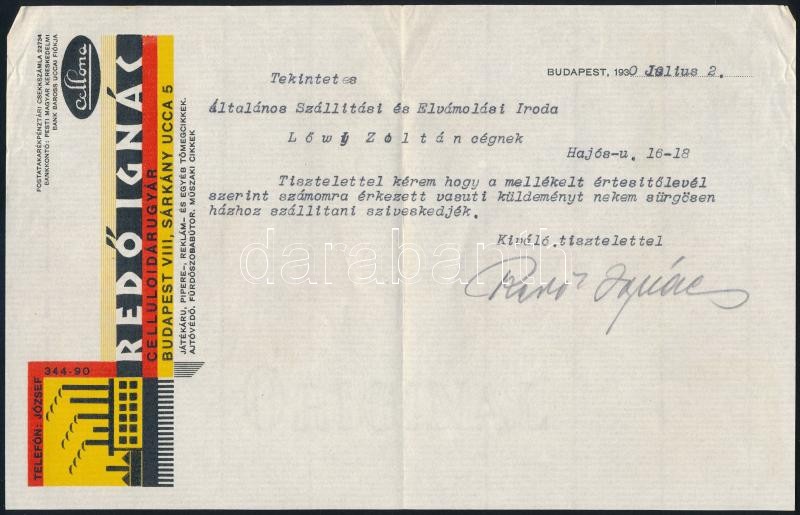 POSTATAKARÉKPÉNZTÁRI CSEKKSZÁMLA 22734
BANKKONTÓ: PESTI MAGYAR KERESKEDELMI
BANK BAROSS UCCAI FIÓKJA
Cellona
REDŐ IGNÁC
CELLULOIDÁRUGYÁR
BUDAPEST VIII, SÁRKÁNY UCCA 5
JÁTÉKÁRU, PIPERE-, REKLÁM- ÉS EGYÉB TÖMEGCIKKEK.
AJTÓVÉDŐ. FÜRDŐSZOBABÚTOR. MŰSZAKI CIKKEK
TELEFÓN: JÓZSEF
344-90
BUDAPEST, 1930 Július 2.
Tekintetes
Általános Szállitási és Elvámolási Iroda
Lőwy Zoltán cégnek
Hajós-u. 16-18
Tisztelettel kérem hogy a mellékelt értesitőlevél
szerint számomra érkezett vasuti küldeményt nekem sürgösen
házhoz szállitani sziveskedjék.
Kiváló tisztelettel
Redő Ignác
darabanth